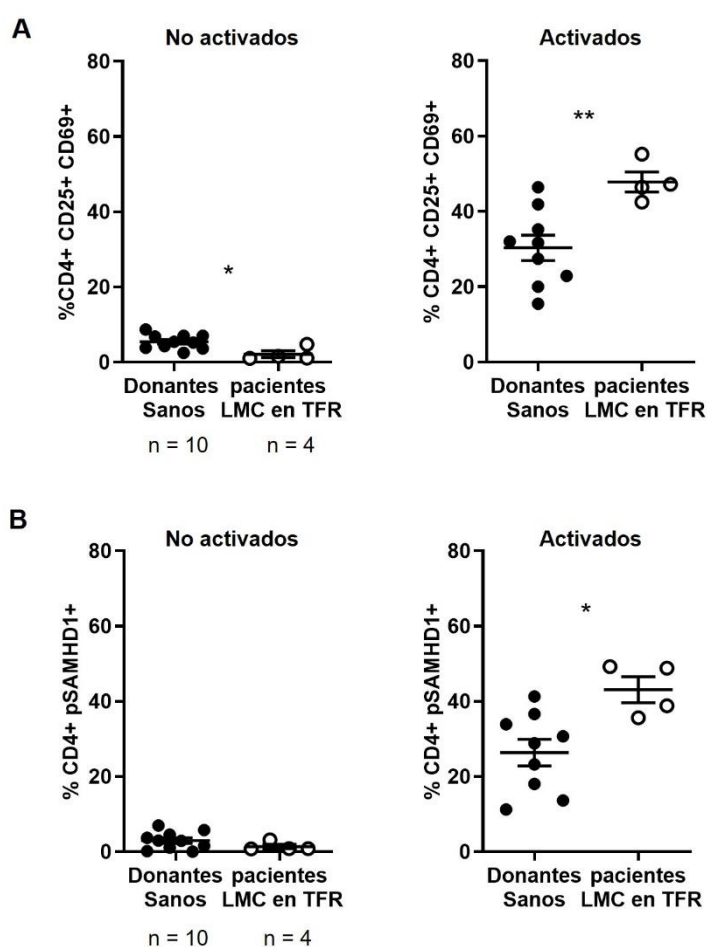 A
No activados
%CD4+ CD25+ CD69+
80
60
40
20
0
*
Donantes
Sanos
pacientes
LMC en TFR
n = 10
n = 4
Activados
% CD4+ CD25+ CD69+
80
60
40
20
0
**
Donantes
Sanos
pacientes
LMC en TFR
B
No activados
% CD4+ pSAMHD1+
80
60
40
20
0
Donantes
Sanos
pacientes
LMC en TFR
n = 10
n = 4
Activados
% CD4+ pSAMHD1+
80
60
40
20
0
*
Donantes
Sanos
pacientes
LMC en TFR